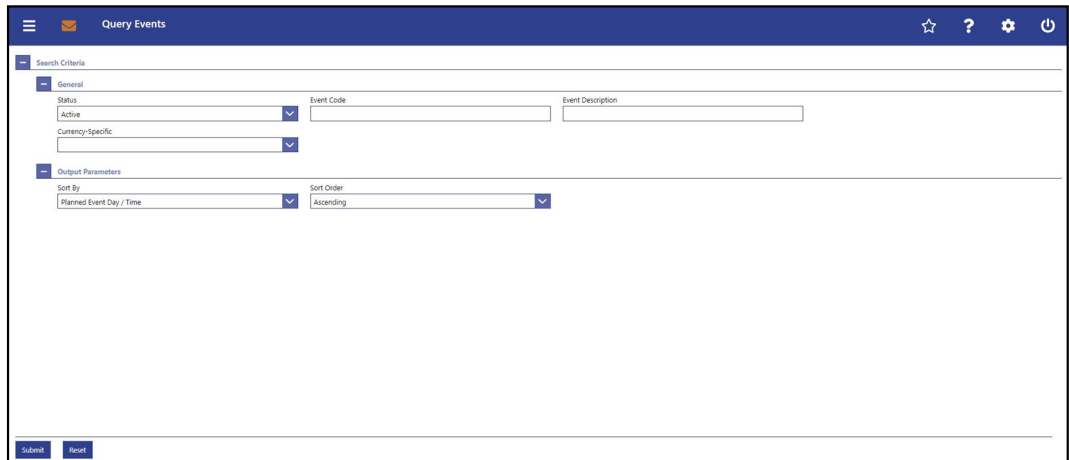 Query Events
?
Search Criteria
General
Status Event Code Event Description
Active
Currency-Specific
Output Parameters
Sort By Sort Order
Planned Event Day / Time Ascending
Submit Reset